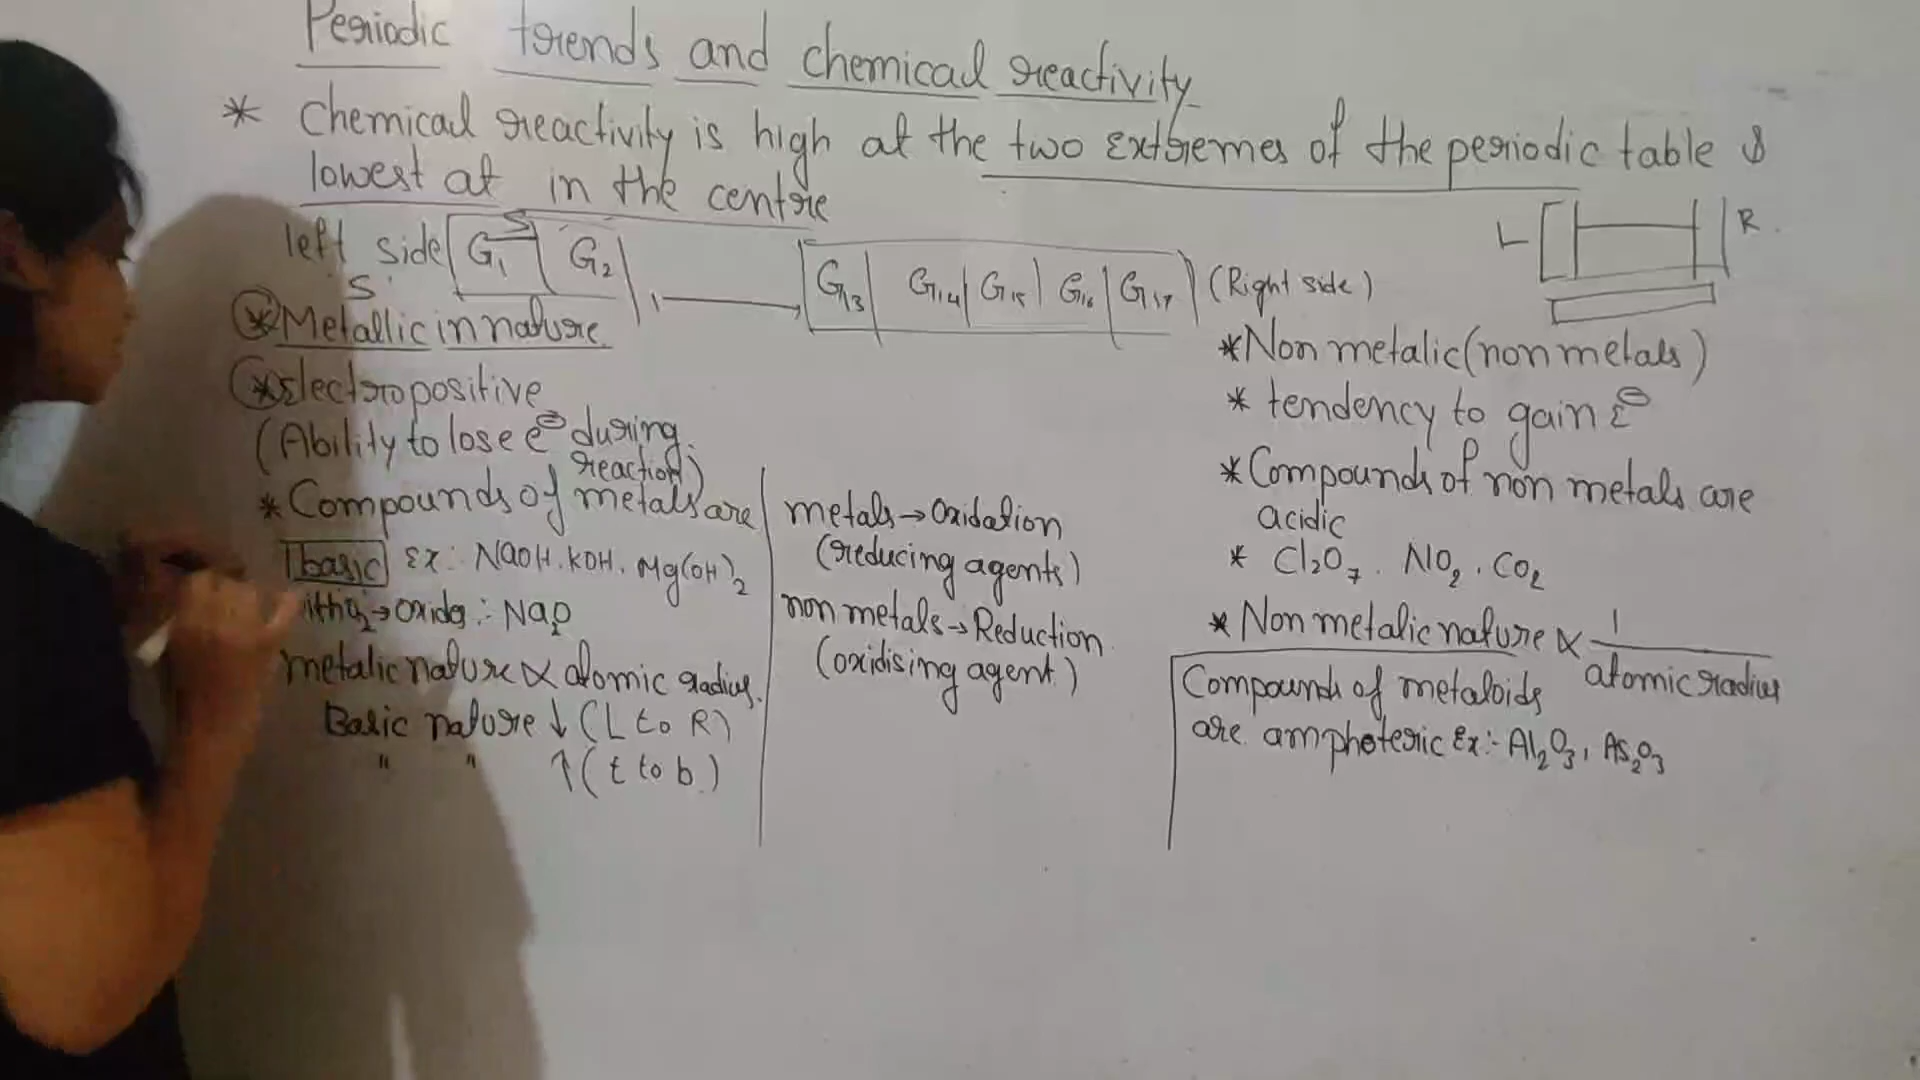 Periodic trends and chemical reactivity
* Chemical reactivity is high at the two extremes of the periodic table &
lowest at in the centre
left side G1 G2 → G13 G14 G15 G16 G17 (Right side)
S
S
L R.
* Metallic in nature.
* Electropositive
(Ability to lose e⊖ during
reaction)
* Compounds of metals are
basic Ex:- NaOH. KOH. Mg(OH)2
→ Oxides:- Na2O
metalic nature ∝ atomic radius.
Basic nature ↓ (L to R)
" " ↑ (t to b)
metals → Oxidation
(reducing agents)
non metals → Reduction
(oxidising agent)
* Non metalic (non metals)
* tendency to gain e⊖
* Compounds of non metals are
acidic
* Cl2O7. NO2. CO2
* Non metalic nature ∝ 1
atomic radius
Compounds of metaloids
are amphoteric Ex:- Al2O3, As2O3